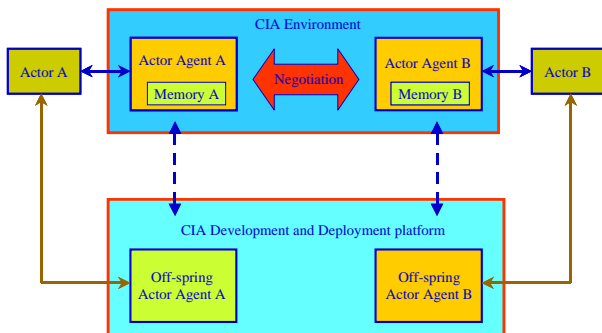 CIA Environment
Actor A
Actor Agent A
Memory A
Negotiation
Actor Agent B
Memory B
Actor B
CIA Development and Deployment platform
Off-spring
Actor Agent A
Off-spring
Actor Agent B